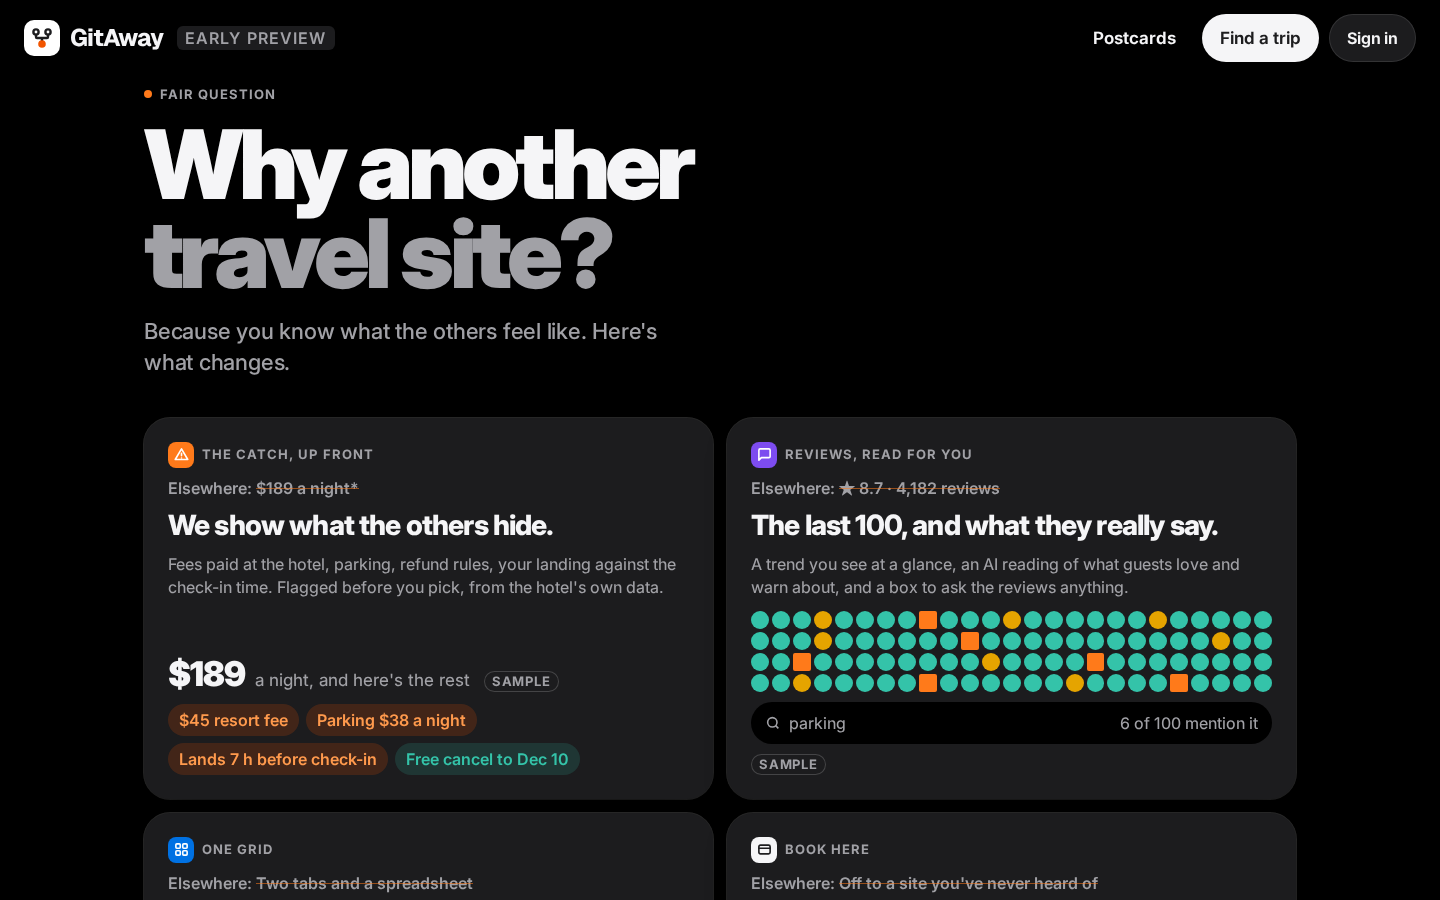 GitAway EARLY PREVIEW
Postcards Find a trip Sign in
FAIR QUESTION
Why another
travel site?
Because you know what the others feel like. Here's
what changes.
THE CATCH, UP FRONT
Elsewhere: $189 a night*
We show what the others hide.
Fees paid at the hotel, parking, refund rules, your landing against the
check-in time. Flagged before you pick, from the hotel's own data.
$189 a night, and here's the rest SAMPLE
$45 resort fee Parking $38 a night
Lands 7 h before check-in Free cancel to Dec 10
REVIEWS, READ FOR YOU
Elsewhere: ★ 8.7 · 4,182 reviews
The last 100, and what they really say.
A trend you see at a glance, an AI reading of what guests love and
warn about, and a box to ask the reviews anything.
parking 6 of 100 mention it
SAMPLE
ONE GRID
Elsewhere: Two tabs and a spreadsheet
BOOK HERE
Elsewhere: Off to a site you've never heard of